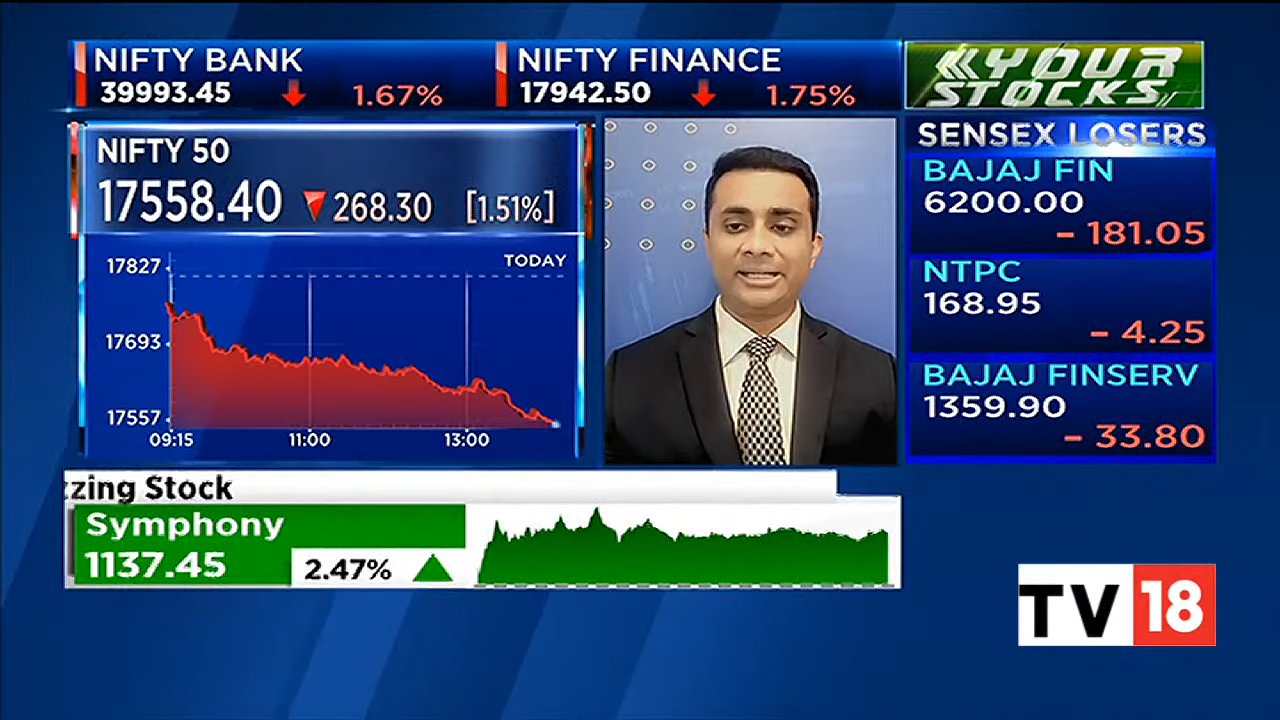 NIFTY BANK
39993.45 1.67%
NIFTY FINANCE
17942.50 1.75%
YOUR
STOCKS
NIFTY 50
17558.40 268.30 [1.51%]
TODAY
17827
17693
17557
09:15 11:00 13:00
SENSEX LOSERS
BAJAJ FIN
6200.00
- 181.05
NTPC
168.95
- 4.25
BAJAJ FINSERV
1359.90
- 33.80
zzing Stock
Symphony
1137.45 2.47%
TV18